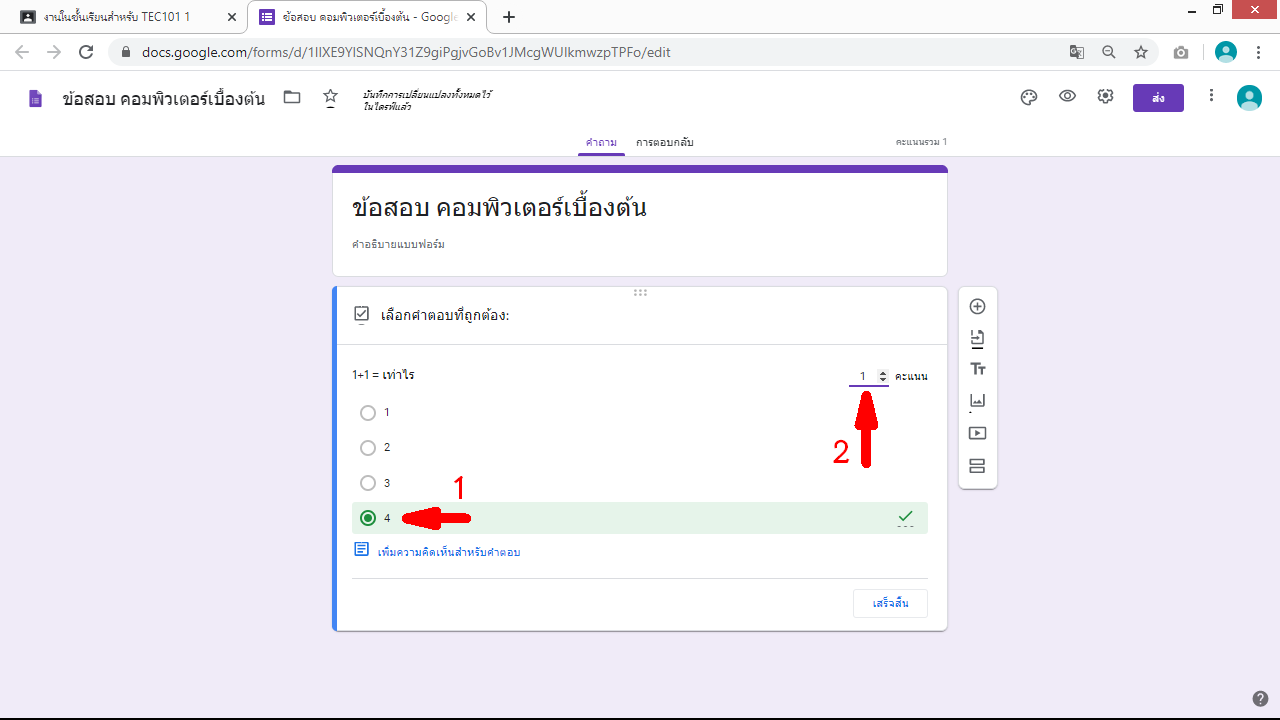 งานในชั้นเรียนสำหรับ TEC101 1
ข้อสอบ คอมพิวเตอร์เบื้องต้น - Google
docs.google.com/forms/d/1IIXE9YlSNQnY31Z9giPgjvGoBv1JMcgWUIkmwzpTPFo/edit
ข้อสอบ คอมพิวเตอร์เบื้องต้น
บันทึกการเปลี่ยนแปลงทั้งหมดไว้
ในไดรฟ์แล้ว
ส่ง
คำถาม การตอบกลับ คะแนนรวม 1
ข้อสอบ คอมพิวเตอร์เบื้องต้น
คำอธิบายแบบฟอร์ม
เลือกคำตอบที่ถูกต้อง:
1+1 = เท่าไร 1 คะแนน
1
2
2
3
1
4
เพิ่มความคิดเห็นสำหรับคำตอบ
เสร็จสิ้น